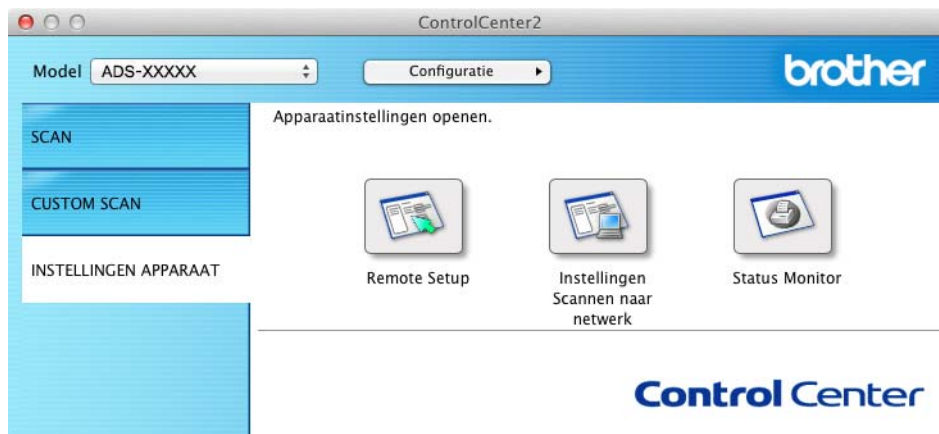 ControlCenter2
Model
ADS-XXXXX
Configuratie
brother
SCAN
CUSTOM SCAN
INSTELLINGEN APPARAAT
Apparaatinstellingen openen.
Remote Setup
Instellingen
Scannen naar
netwerk
Status Monitor
Control Center